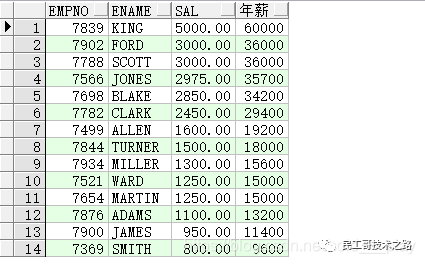 EMPNO ENAME SAL 年薪
1 7839 KING 5000.00 60000
2 7902 FORD 3000.00 36000
3 7788 SCOTT 3000.00 36000
4 7566 JONES 2975.00 35700
5 7698 BLAKE 2850.00 34200
6 7782 CLARK 2450.00 29400
7 7499 ALLEN 1600.00 19200
8 7844 TURNER 1500.00 18000
9 7934 MILLER 1300.00 15600
10 7521 WARD 1250.00 15000
11 7654 MARTIN 1250.00 15000
12 7876 ADAMS 1100.00 13200
13 7900 JAMES 950.00 11400
14 7369 SMITH 800.00 9600
民工哥技术之路